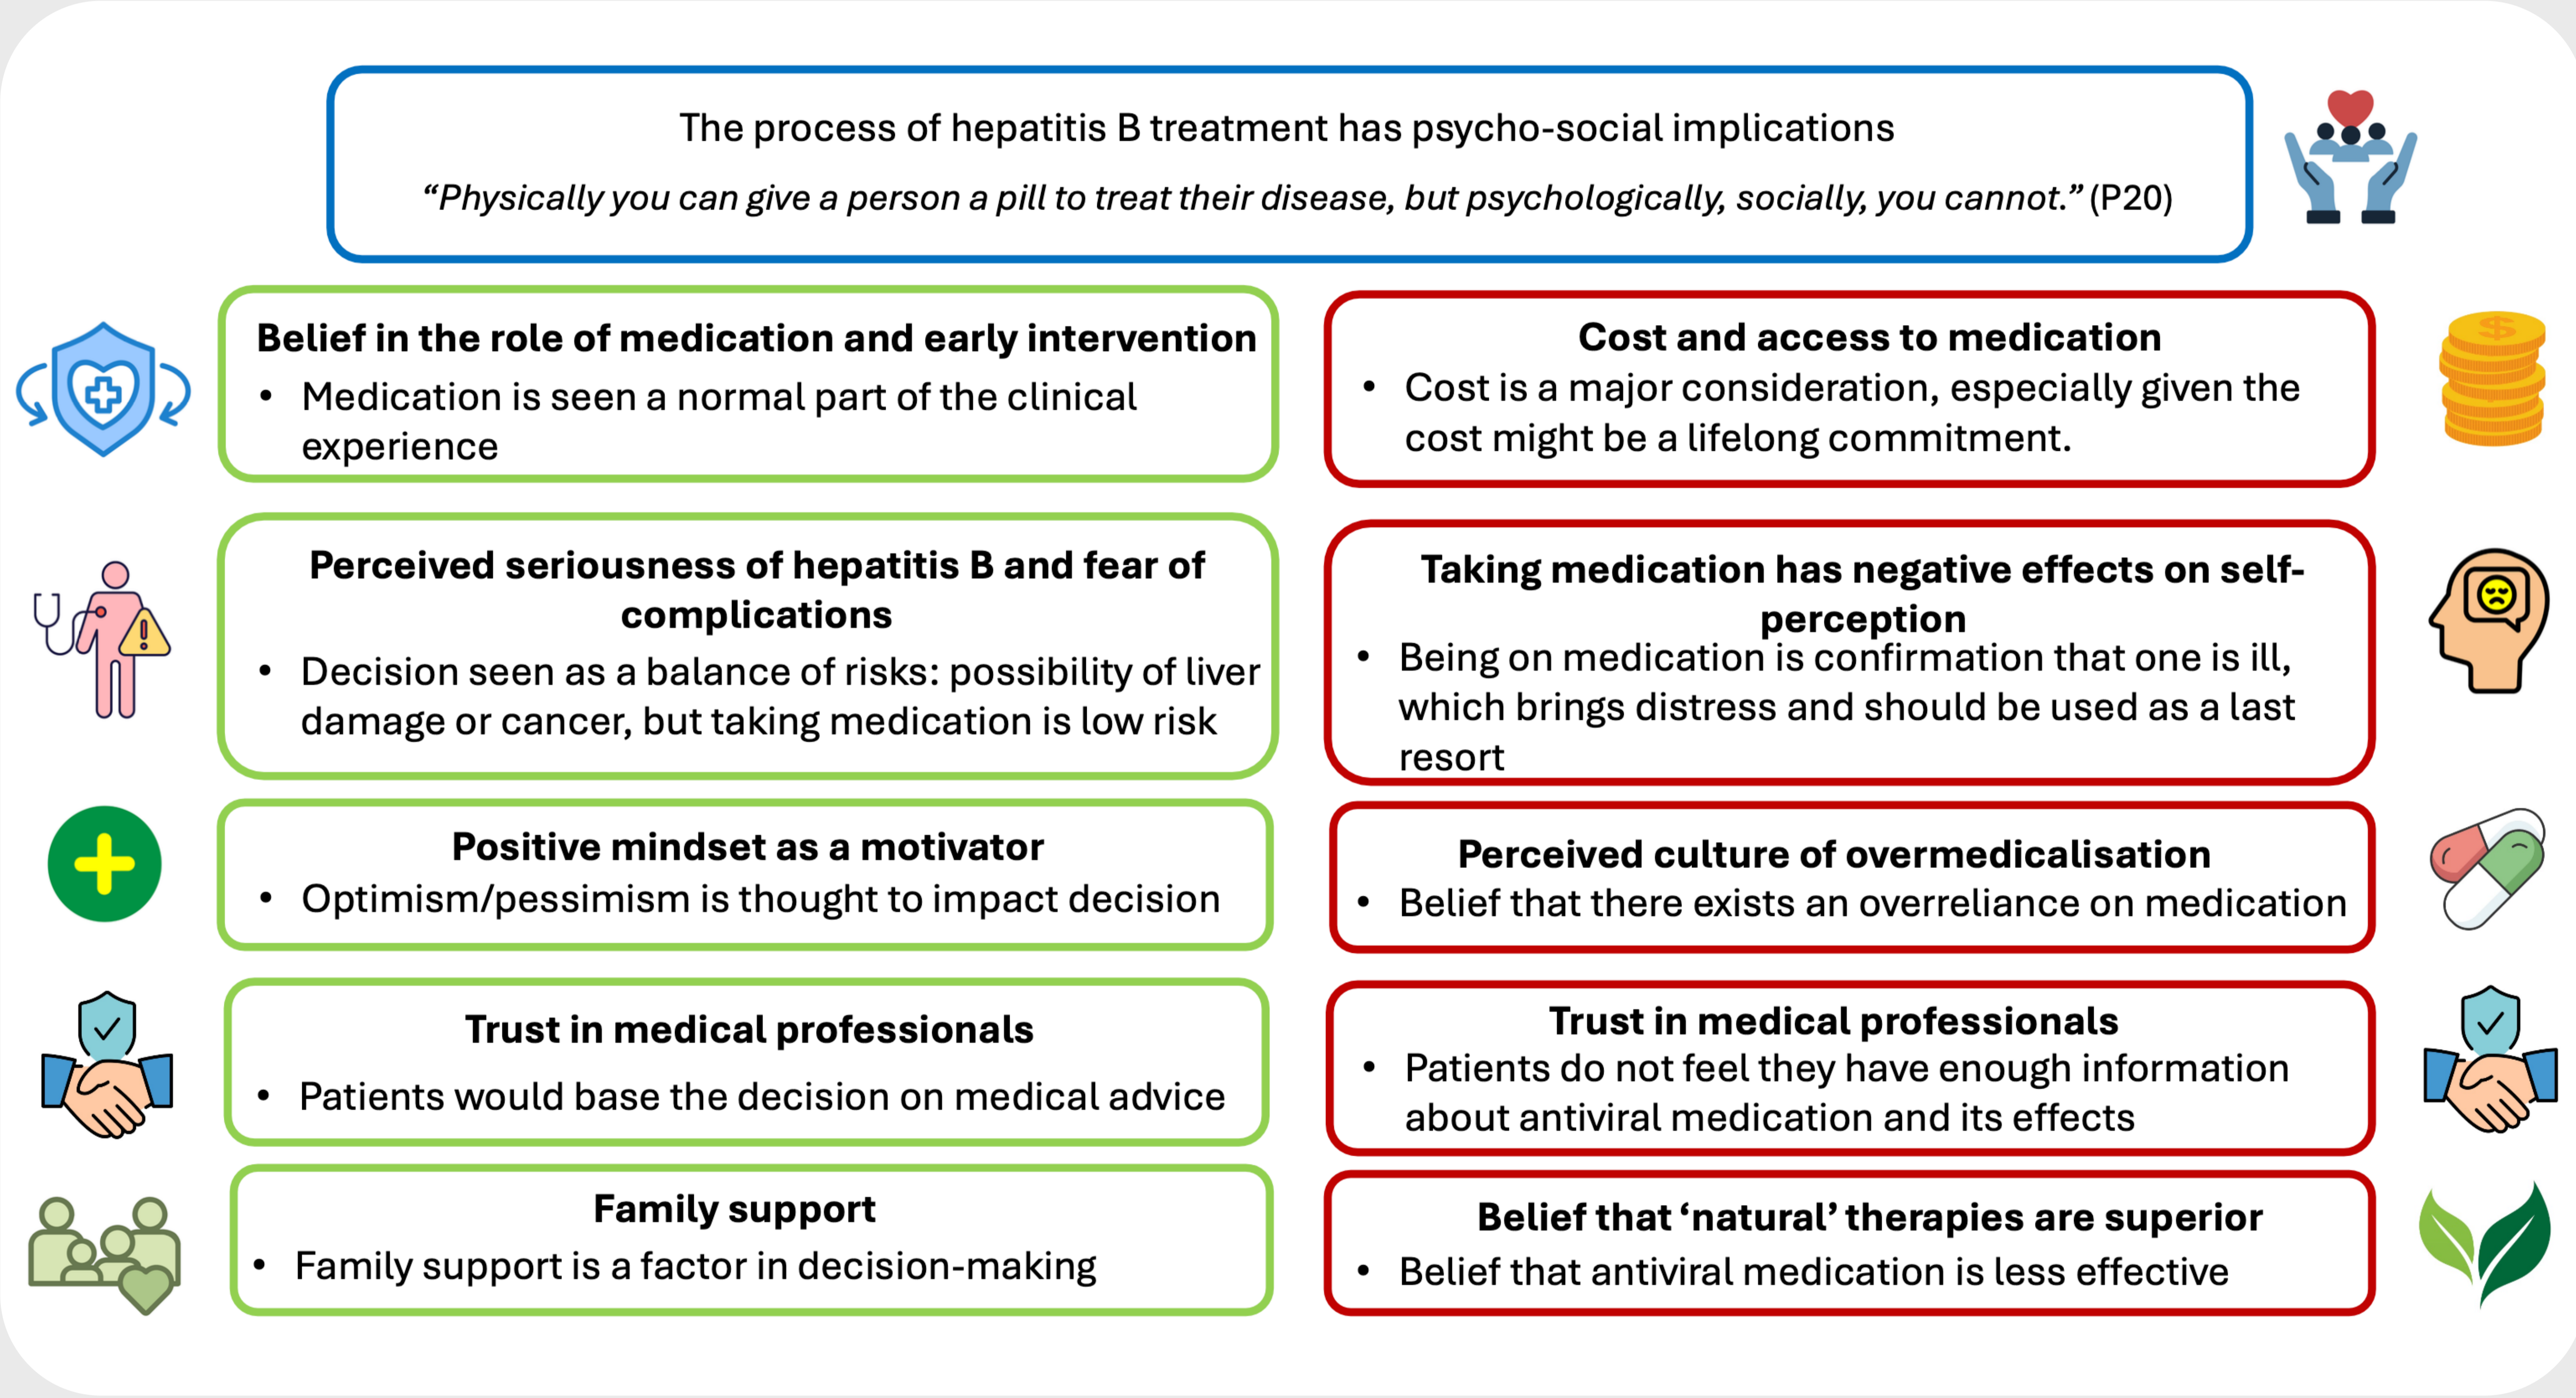 The process of hepatitis B treatment has psycho-social implications
“Physically you can give a person a pill to treat their disease, but psychologically, socially, you cannot.” (P20)
Belief in the role of medication and early intervention
• Medication is seen a normal part of the clinical
experience
Perceived seriousness of hepatitis B and fear of
complications
• Decision seen as a balance of risks: possibility of liver
damage or cancer, but taking medication is low risk
Positive mindset as a motivator
• Optimism/pessimism is thought to impact decision
Trust in medical professionals
• Patients would base the decision on medical advice
Family support
• Family support is a factor in decision-making
Cost and access to medication
• Cost is a major consideration, especially given the
cost might be a lifelong commitment.
Taking medication has negative effects on self-
perception
• Being on medication is confirmation that one is ill,
which brings distress and should be used as a last
resort
Perceived culture of overmedicalisation
• Belief that there exists an overreliance on medication
Trust in medical professionals
• Patients do not feel they have enough information
about antiviral medication and its effects
Belief that ‘natural’ therapies are superior
• Belief that antiviral medication is less effective